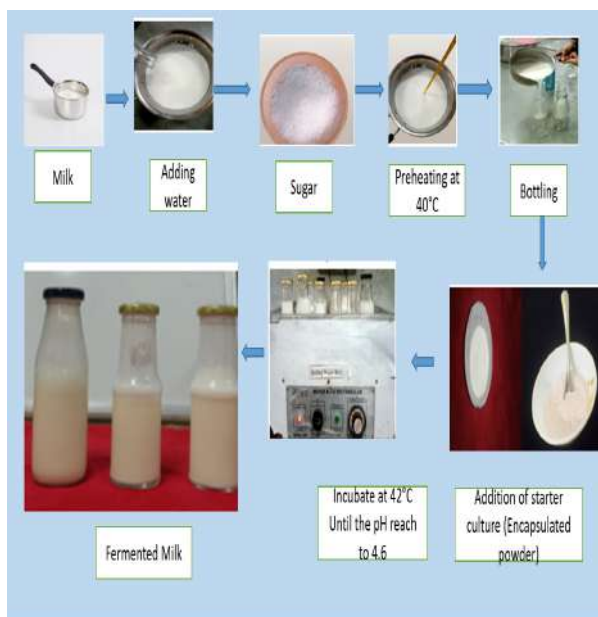 Milk
Adding
water
Sugar
Preheating at
40°C
Bottling
Addition of starter
culture (Encapsulated
powder)
Incubate at 42°C
Until the pH reach
to 4.6
Fermented Milk